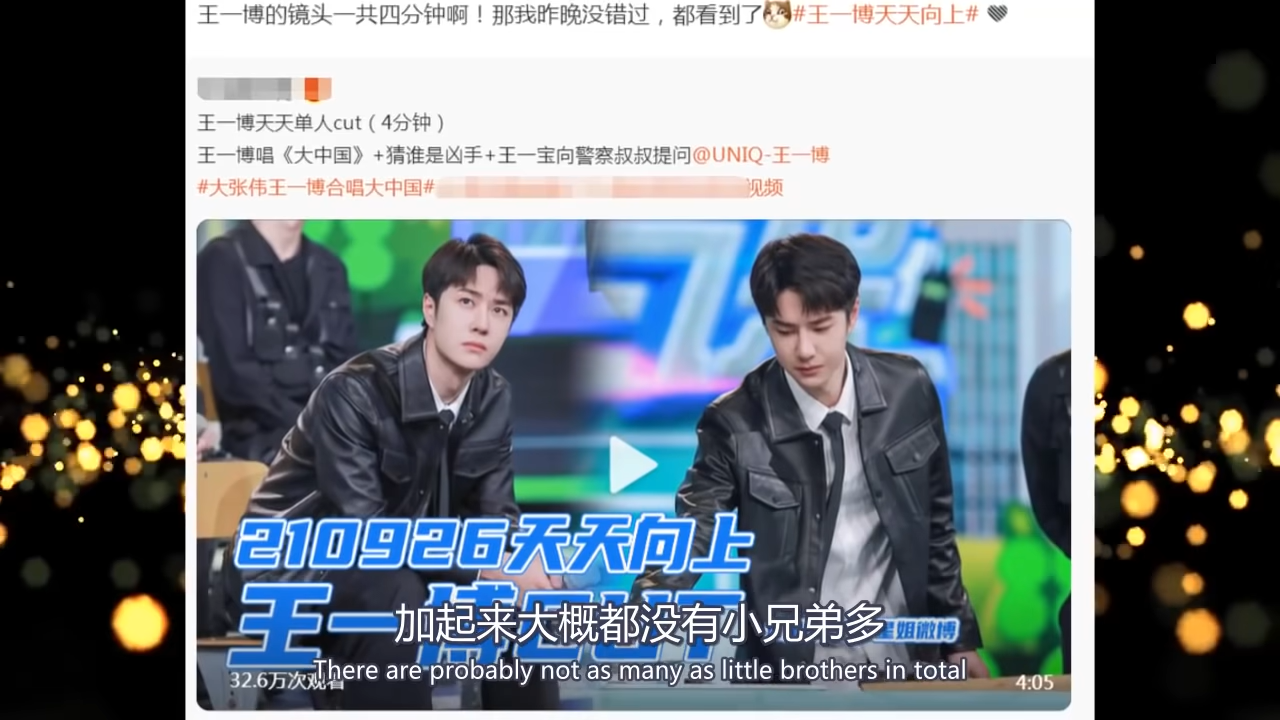 王一博的镜头一共四分钟啊！那我昨晚没错过，都看到了#王一博天天向上#
王一博天天单人cut（4分钟）
王一博唱《大中国》+猜谁是凶手+王一宝向警察叔叔提问@UNIQ-王一博
#大张伟王一博合唱大中国#
视频
210926天天向上
王一博CUT
姐微博
加起来大概都没有小兄弟多
There are probably not as many as little brothers in total
32.6万次观看
4:05